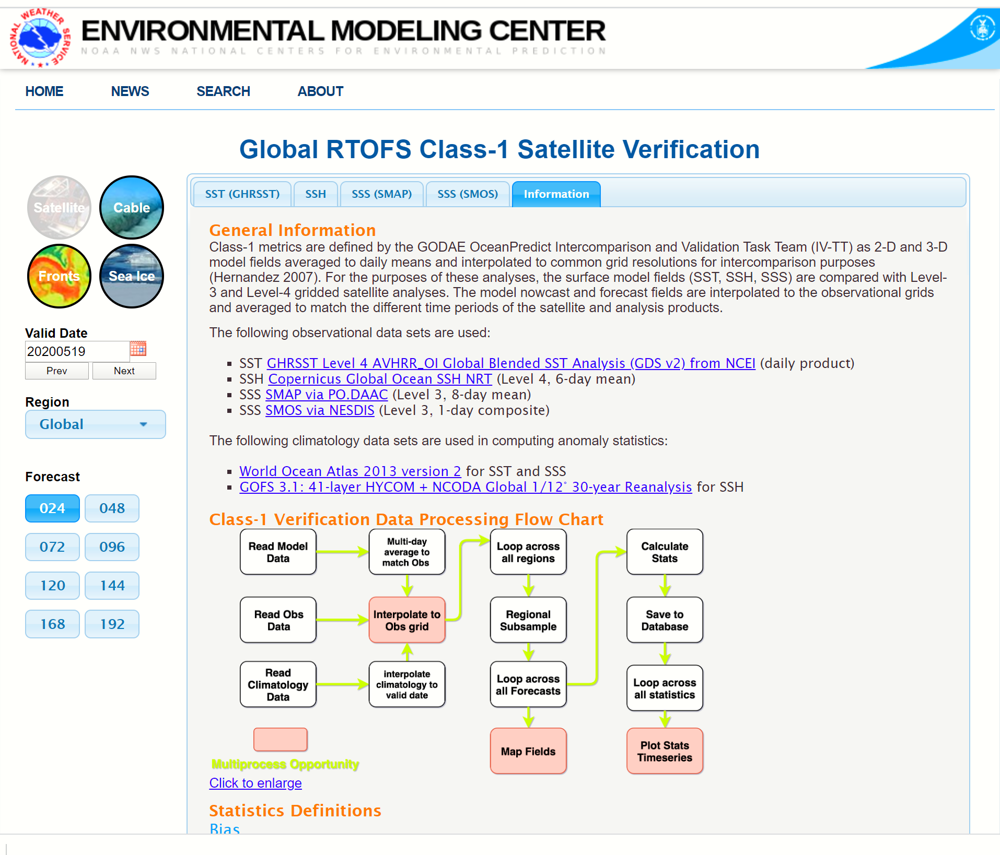 NATIONAL WEATHER SERVICE
ENVIRONMENTAL MODELING CENTER
NOAA NWS NATIONAL CENTERS FOR ENVIRONMENTAL PREDICTION
HOME NEWS SEARCH ABOUT
Global RTOFS Class-1 Satellite Verification
Satellite Cable
Fronts Sea Ice
Valid Date
20200519
Prev Next
Region
Global
Forecast
024 048
072 096
120 144
168 192
SST (GHRSST) SSH SSS (SMAP) SSS (SMOS) Information
General Information
Class-1 metrics are defined by the GODAE OceanPredict Intercomparison and Validation Task Team (IV-TT) as 2-D and 3-D
model fields averaged to daily means and interpolated to common grid resolutions for intercomparison purposes
(Hernandez 2007). For the purposes of these analyses, the surface model fields (SST, SSH, SSS) are compared with Level-
3 and Level-4 gridded satellite analyses. The model nowcast and forecast fields are interpolated to the observational grids
and averaged to match the different time periods of the satellite and analysis products.
The following observational data sets are used:
SST GHRSST Level 4 AVHRR_OI Global Blended SST Analysis (GDS v2) from NCEI (daily product)
SSH Copernicus Global Ocean SSH NRT (Level 4, 6-day mean)
SSS SMAP via PO.DAAC (Level 3, 8-day mean)
SSS SMOS via NESDIS (Level 3, 1-day composite)
The following climatology data sets are used in computing anomaly statistics:
World Ocean Atlas 2013 version 2 for SST and SSS
GOFS 3.1: 41-layer HYCOM + NCODA Global 1/12° 30-year Reanalysis for SSH
Class-1 Verification Data Processing Flow Chart
Read Model
Data
Multi-day
average to
match Obs
Loop across
all regions
Calculate
Stats
Read Obs
Data
Interpolate to
Obs grid
Regional
Subsample
Save to
Database
Read
Climatology
Data
interpolate
climatology to
valid date
Loop across
all Forecasts
Loop across
all statistics
Map Fields
Plot Stats
Timeseries
Multiprocess Opportunity
Click to enlarge
Statistics Definitions
Bias